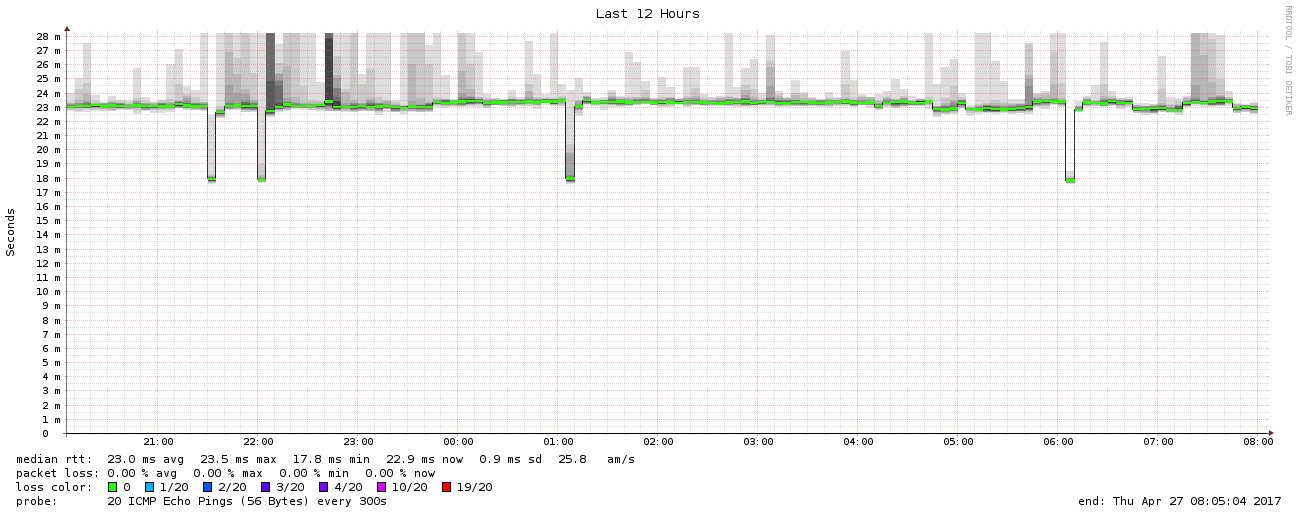 Last 12 Hours
RRDTOOL / TOBI OETIKER
Seconds
28 m
27 m
26 m
25 m
24 m
23 m
22 m
21 m
20 m
19 m
18 m
17 m
16 m
15 m
14 m
13 m
12 m
11 m
10 m
9 m
8 m
7 m
6 m
5 m
4 m
3 m
2 m
1 m
0
21:00 22:00 23:00 00:00 01:00 02:00 03:00 04:00 05:00 06:00 07:00 08:00
median rtt: 23.0 ms avg 23.5 ms max 17.8 ms min 22.9 ms now 0.9 ms sd 25.8 am/s
packet loss: 0.00 % avg 0.00 % max 0.00 % min 0.00 % now
loss color: 0 1/20 2/20 3/20 4/20 10/20 19/20
probe: 20 ICMP Echo Pings (56 Bytes) every 300s end: Thu Apr 27 08:05:04 2017